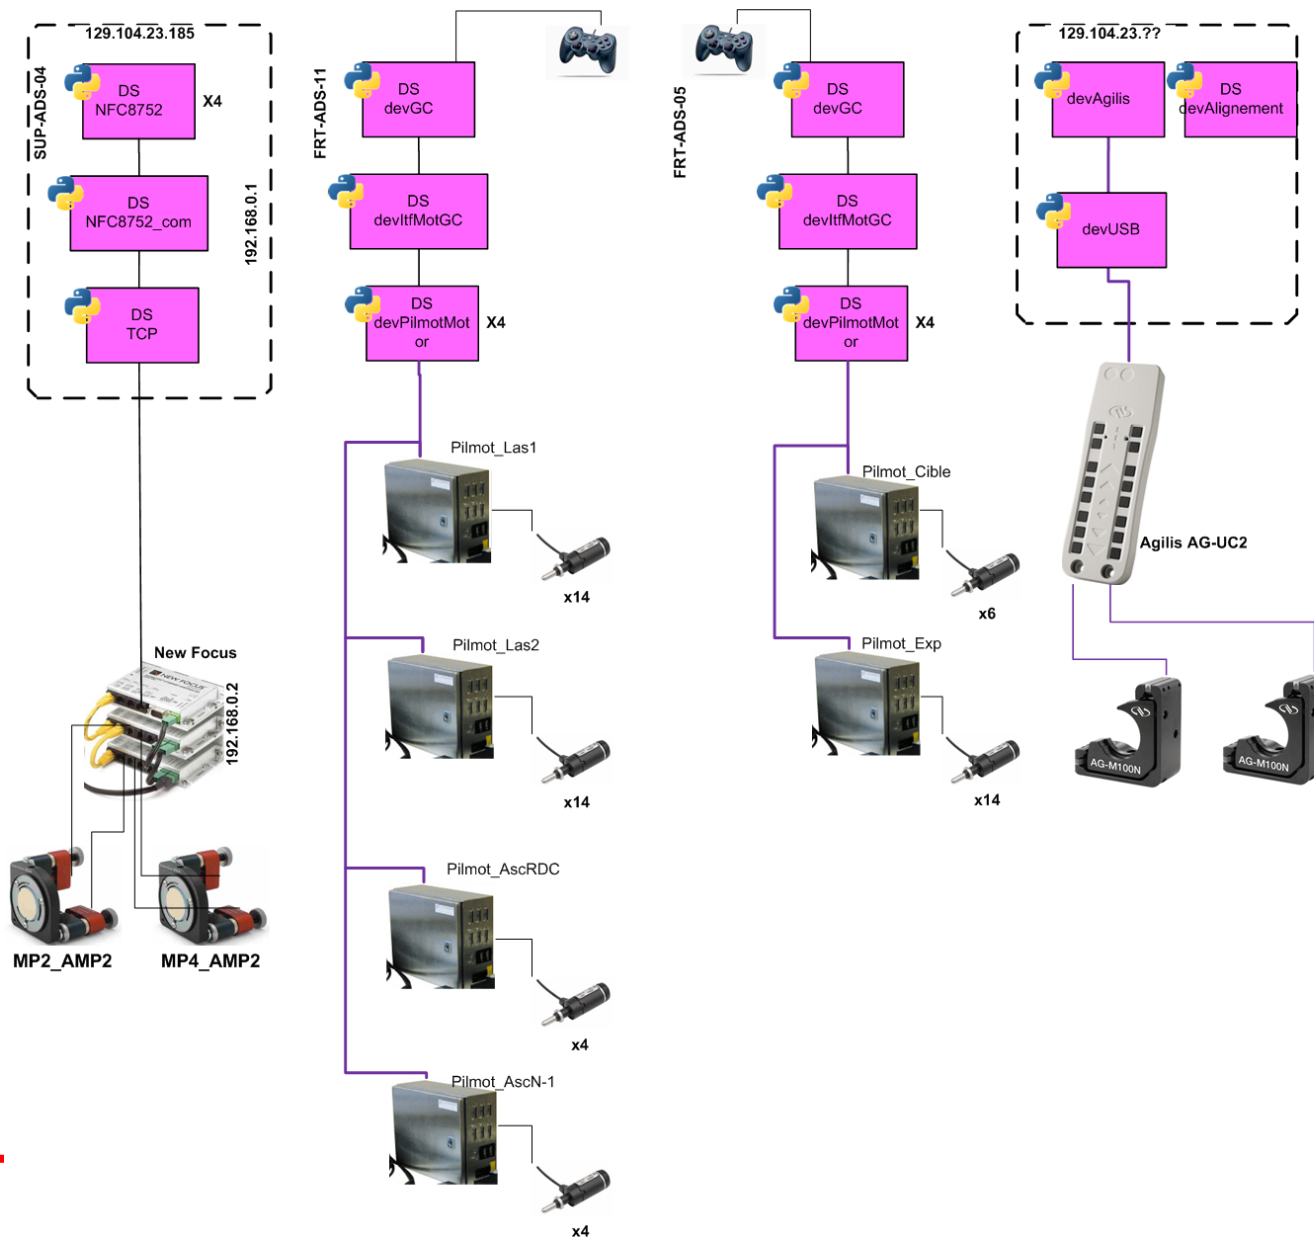 129.104.23.185
SUP-ADS-04
DS
NFC8752
X4
DS
NFC8752_com
192.168.0.1
DS
TCP
New Focus
NEW FOCUS
192.168.0.2
MP2_AMP2
MP4_AMP2
FRT-ADS-11
DS
devGC
DS
devItfMotGC
DS
devPilmotMot
or
X4
Pilmot_Las1
x14
Pilmot_Las2
x14
Pilmot_AscRDC
x4
Pilmot_AscN-1
x4
FRT-ADS-05
DS
devGC
DS
devItfMotGC
DS
devPilmotMot
or
X4
Pilmot_Cible
x6
Pilmot_Exp
x14
129.104.23.??
devAgilis
DS
devAlignement
devUSB
Agilis AG-UC2
AG-M100N
AG-M100N